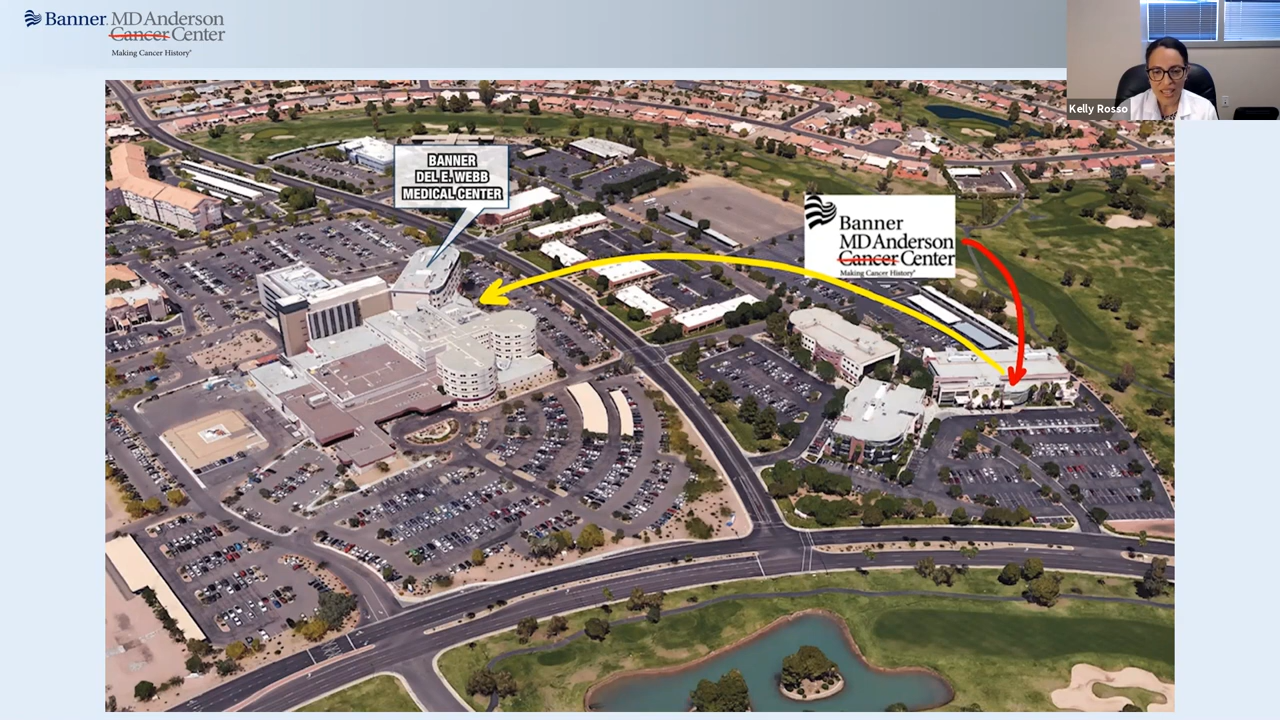 Banner MD Anderson
Cancer Center
Making Cancer History®
Kelly Rosso
BANNER
DEL E. WEBB
MEDICAL CENTER
Banner
MD Anderson
Cancer Center
Making Cancer History®